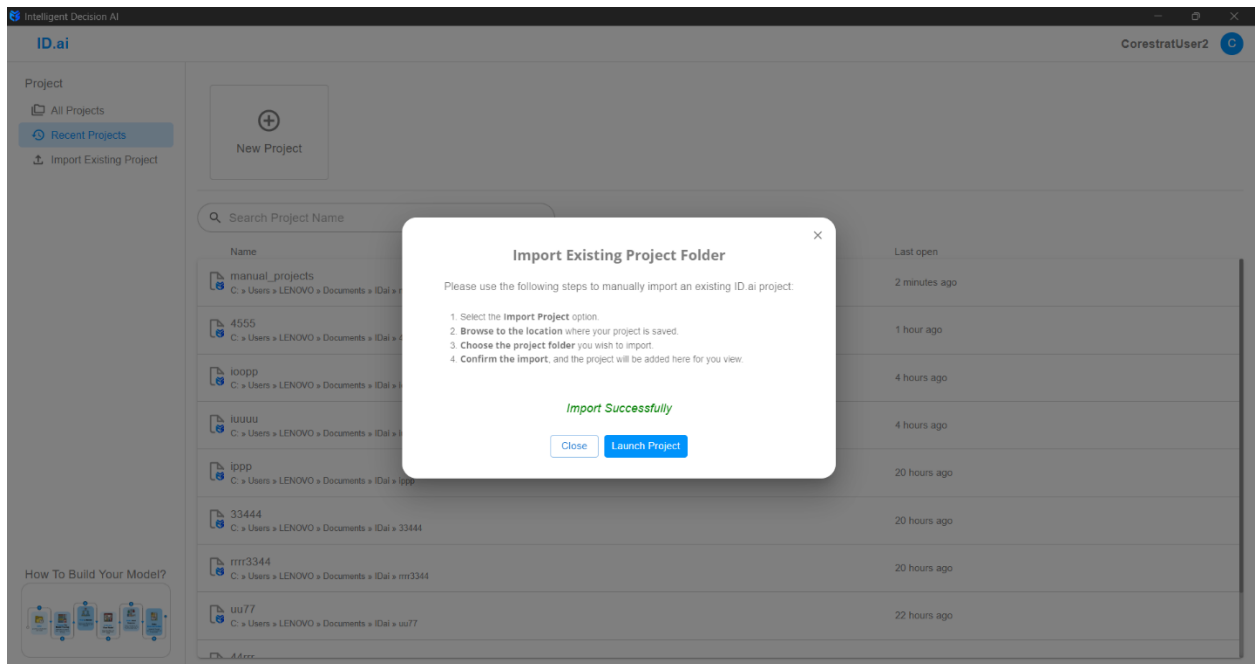 Intelligent Decision AI
ID.ai
CorestratUser2 C
Project
All Projects
Recent Projects
Import Existing Project
New Project
Search Project Name
Name
Last open
manual_projects
C: » Users » LENOVO » Documents » IDai »
2 minutes ago
4555
C: » Users » LENOVO » Documents » IDai » 4
1 hour ago
ioopp
C: » Users » LENOVO » Documents » IDai »
4 hours ago
iuuuu
C: » Users » LENOVO » Documents » IDai »
4 hours ago
ippp
C: » Users » LENOVO » Documents » IDai » ippp
20 hours ago
33444
C: » Users » LENOVO » Documents » IDai » 33444
20 hours ago
rrrr3344
C: » Users » LENOVO » Documents » IDai » rrrr3344
20 hours ago
uu77
C: » Users » LENOVO » Documents » IDai » uu77
22 hours ago
Import Existing Project Folder
Please use the following steps to manually import an existing ID.ai project:
1. Select the Import Project option.
2. Browse to the location where your project is saved.
3. Choose the project folder you wish to import.
4. Confirm the import, and the project will be added here for you view.
Import Successfully
Close
Launch Project
How To Build Your Model?